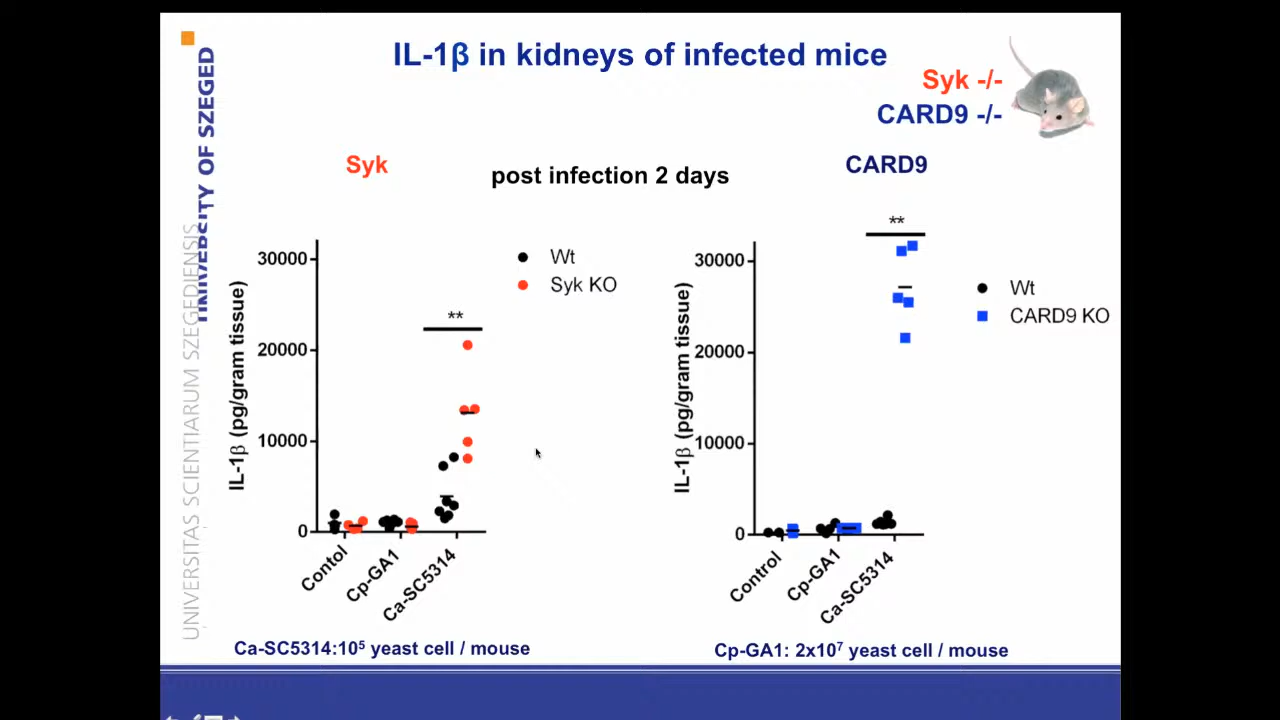 IL-1β in kidneys of infected mice
Syk -/-
CARD9 -/-
UNIVERSITAS SCIENTIARUM SZEGEDIENSIS
UNIVERSITY OF SZEGED
Syk
post infection 2 days
CARD9
**
Wt
Syk KO
IL-1β (pg/gram tissue)
30000
20000
10000
0
Contol
Cp-GA1
Ca-SC5314
**
Wt
CARD9 KO
IL-1β (pg/gram tissue)
30000
20000
10000
0
Control
Cp-GA1
Ca-SC5314
Ca-SC5314:10⁵ yeast cell / mouse
Cp-GA1: 2x10⁷ yeast cell / mouse